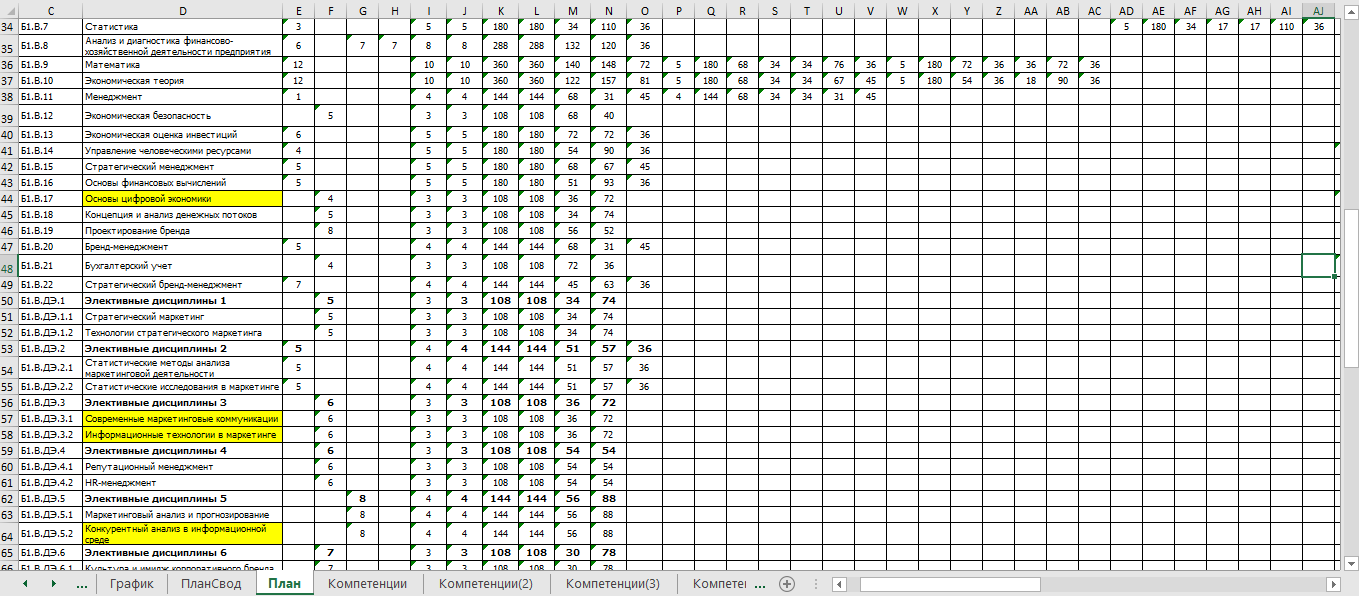 C D E F G H I J K L M N O P Q R S T U V W X Y Z AA AB AC AD AE AF AG AH AI AJ
34 Б1.В.7 Статистика 3 5 5 180 180 34 110 36 5 180 34 17 17 110 36
35 Б1.В.8 Анализ и диагностика финансово-
хозяйственной деятельности предприятия 6 7 7 8 8 288 288 132 120 36
36 Б1.В.9 Математика 12 10 10 360 360 140 148 72 5 180 68 34 34 76 36 5 180 72 36 36 72 36
37 Б1.В.10 Экономическая теория 12 10 10 360 360 122 157 81 5 180 68 34 34 67 45 5 180 54 36 18 90 36
38 Б1.В.11 Менеджмент 1 4 4 144 144 68 31 45 4 144 68 34 34 31 45
39 Б1.В.12 Экономическая безопасность 5 3 3 108 108 68 40
40 Б1.В.13 Экономическая оценка инвестиций 6 5 5 180 180 72 72 36
41 Б1.В.14 Управление человеческими ресурсами 4 5 5 180 180 54 90 36
42 Б1.В.15 Стратегический менеджмент 5 5 5 180 180 68 67 45
43 Б1.В.16 Основы финансовых вычислений 5 5 5 180 180 51 93 36
44 Б1.В.17 Основы цифровой экономики 4 3 3 108 108 36 72
45 Б1.В.18 Концепция и анализ денежных потоков 5 3 3 108 108 34 74
46 Б1.В.19 Проектирование бренда 8 3 3 108 108 56 52
47 Б1.В.20 Бренд-менеджмент 5 4 4 144 144 68 31 45
48 Б1.В.21 Бухгалтерский учет 4 3 3 108 108 72 36
49 Б1.В.22 Стратегический бренд-менеджмент 7 4 4 144 144 45 63 36
50 Б1.В.ДЭ.1 Элективные дисциплины 1 5 3 3 108 108 34 74
51 Б1.В.ДЭ.1.1 Стратегический маркетинг 5 3 3 108 108 34 74
52 Б1.В.ДЭ.1.2 Технологии стратегического маркетинга 5 3 3 108 108 34 74
53 Б1.В.ДЭ.2 Элективные дисциплины 2 5 4 4 144 144 51 57 36
54 Б1.В.ДЭ.2.1 Статистические методы анализа
маркетинговой деятельности 5 4 4 144 144 51 57 36
55 Б1.В.ДЭ.2.2 Статистические исследования в маркетинге 5 4 4 144 144 51 57 36
56 Б1.В.ДЭ.3 Элективные дисциплины 3 6 3 3 108 108 36 72
57 Б1.В.ДЭ.3.1 Современные маркетинговые коммуникации 6 3 3 108 108 36 72
58 Б1.В.ДЭ.3.2 Информационные технологии в маркетинге 6 3 3 108 108 36 72
59 Б1.В.ДЭ.4 Элективные дисциплины 4 6 3 3 108 108 54 54
60 Б1.В.ДЭ.4.1 Репутационный менеджмент 6 3 3 108 108 54 54
61 Б1.В.ДЭ.4.2 HR-менеджмент 6 3 3 108 108 54 54
62 Б1.В.ДЭ.5 Элективные дисциплины 5 8 4 4 144 144 56 88
63 Б1.В.ДЭ.5.1 Маркетинговый анализ и прогнозирование 8 4 4 144 144 56 88
64 Б1.В.ДЭ.5.2 Конкурентный анализ в информационной
среде 8 4 4 144 144 56 88
65 Б1.В.ДЭ.6 Элективные дисциплины 6 7 3 3 108 108 30 78
66 Б1.В.ДЭ.6.1 Культура и имидж корпоративного бренда 7 3 3 108 108 30 78
... График ПланСвод План Компетенции Компетенции(2) Компетенции(3) Компете ...